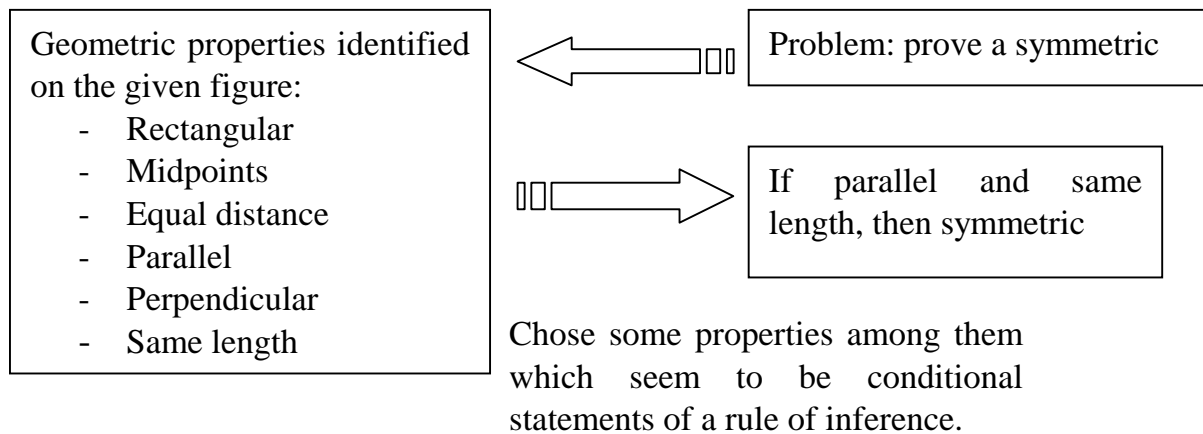 Geometric properties identified
on the given figure:
- Rectangular
- Midpoints
- Equal distance
- Parallel
- Perpendicular
- Same length
Problem: prove a symmetric
If parallel and same
length, then symmetric
Chose some properties among them
which seem to be conditional
statements of a rule of inference.